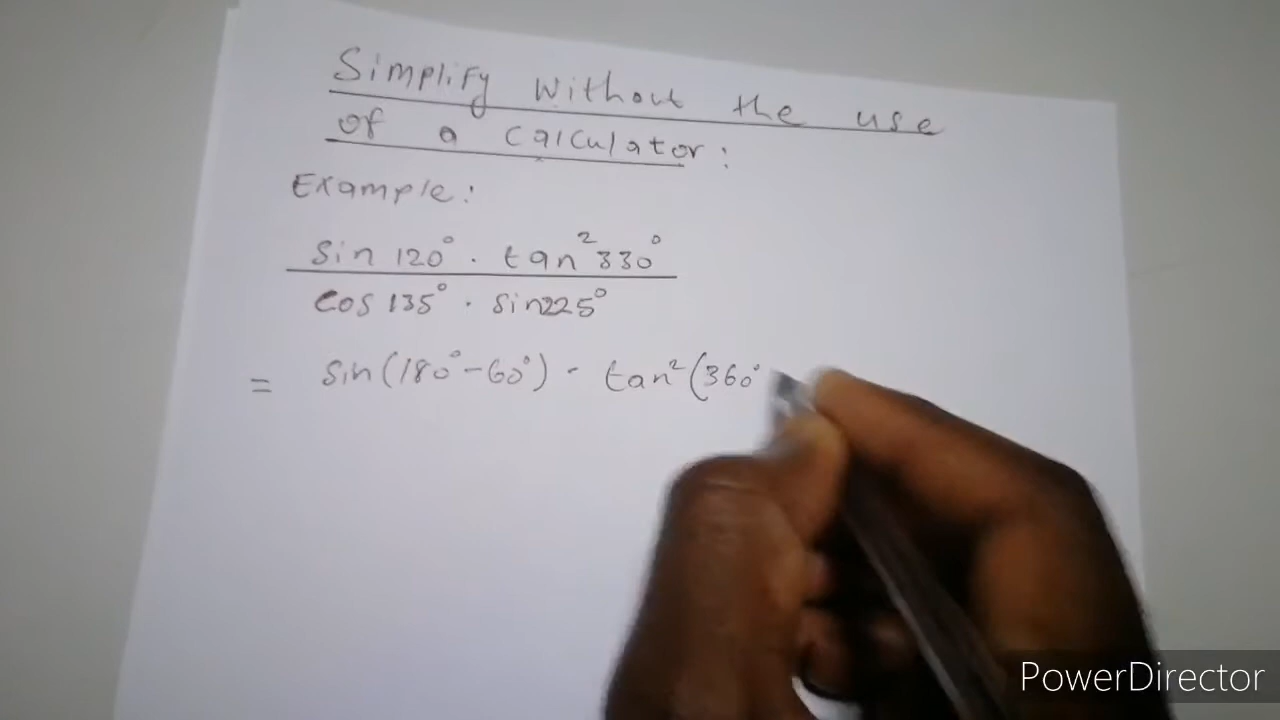 Simplify without the use
of a calculator:
Example:
sin 120° · tan² 330°
cos 135° · sin 225°
= sin (180° - 60°) · tan² (360°
PowerDirector